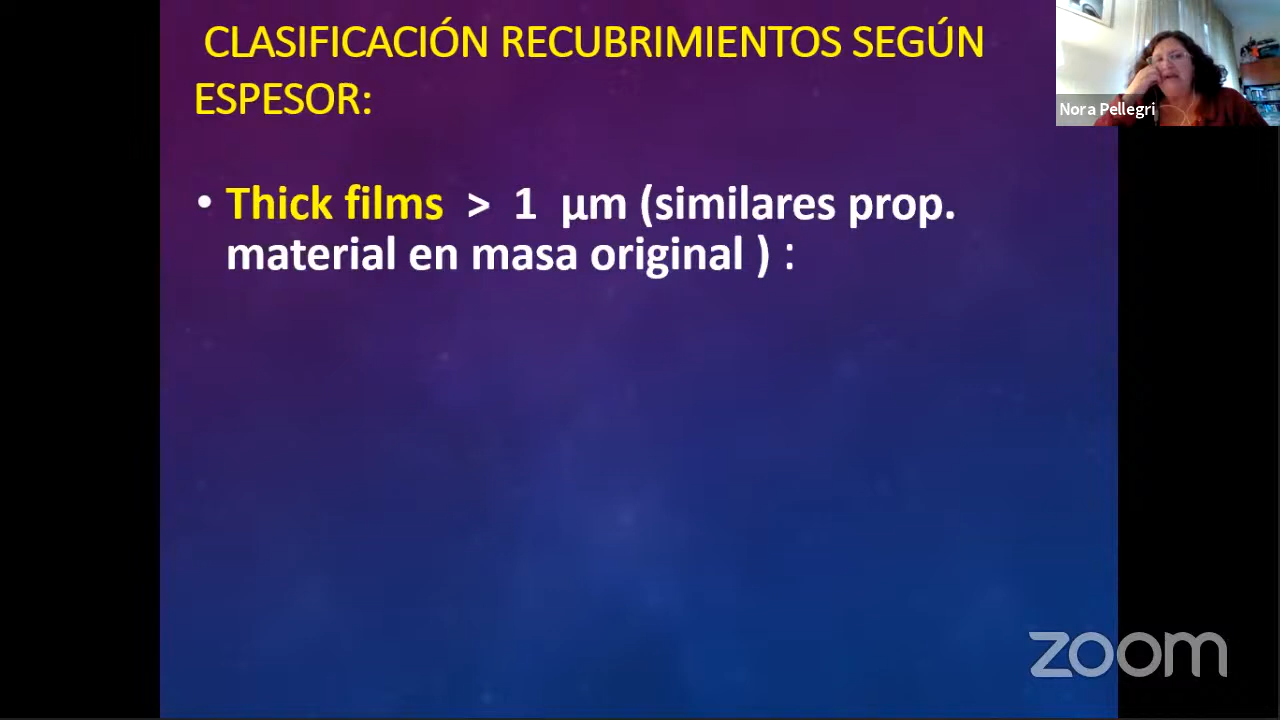 CLASIFICACIÓN RECUBRIMIENTOS SEGÚN
ESPESOR:
• Thick films > 1 µm (similares prop.
material en masa original ) :
Nora Pellegri
zoom